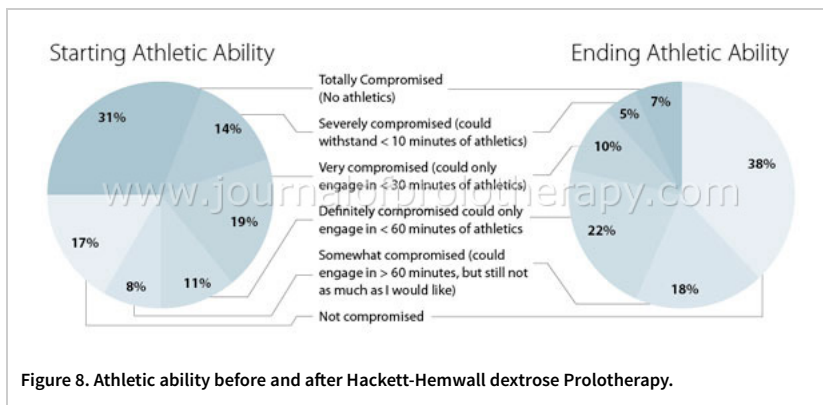 Starting Athletic Ability
Ending Athletic Ability
31%
14%
19%
11%
8%
17%
Totally Compromised
(No athletics)
Severely compromised (could
withstand < 10 minutes of athletics)
Very compromised (could only
engage in < 30 minutes of athletics)
Definitely compromised could only
engage in < 60 minutes of athletics
Somewhat compromised (could
engage in > 60 minutes, but still not
as much as I would like)
Not compromised
7%
5%
10%
22%
18%
38%
www.journalofprolotherapy.com
Figure 8. Athletic ability before and after Hackett-Hemwall dextrose Prolotherapy.